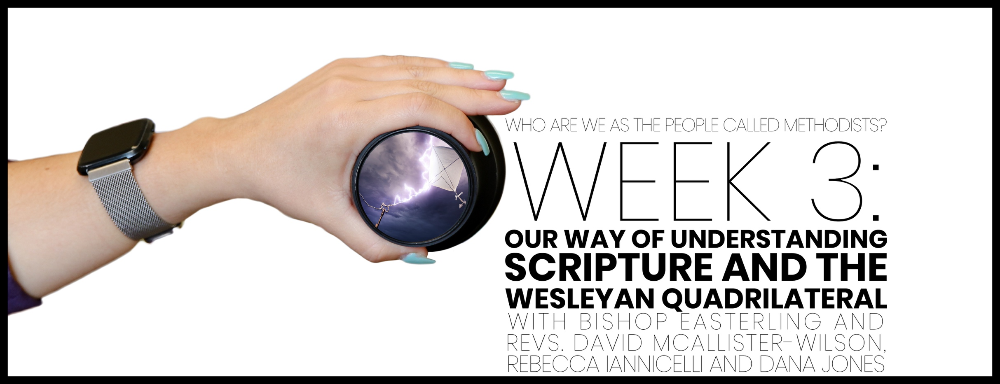 WHO ARE WE AS THE PEOPLE CALLED METHODISTS?
WEEK 3:
OUR WAY OF UNDERSTANDING
SCRIPTURE AND THE
WESLEYAN QUADRILATERAL
WITH BISHOP EASTERLING AND
REVS. DAVID MCALLISTER-WILSON,
REBECCA IANNICELLI AND DANA JONES